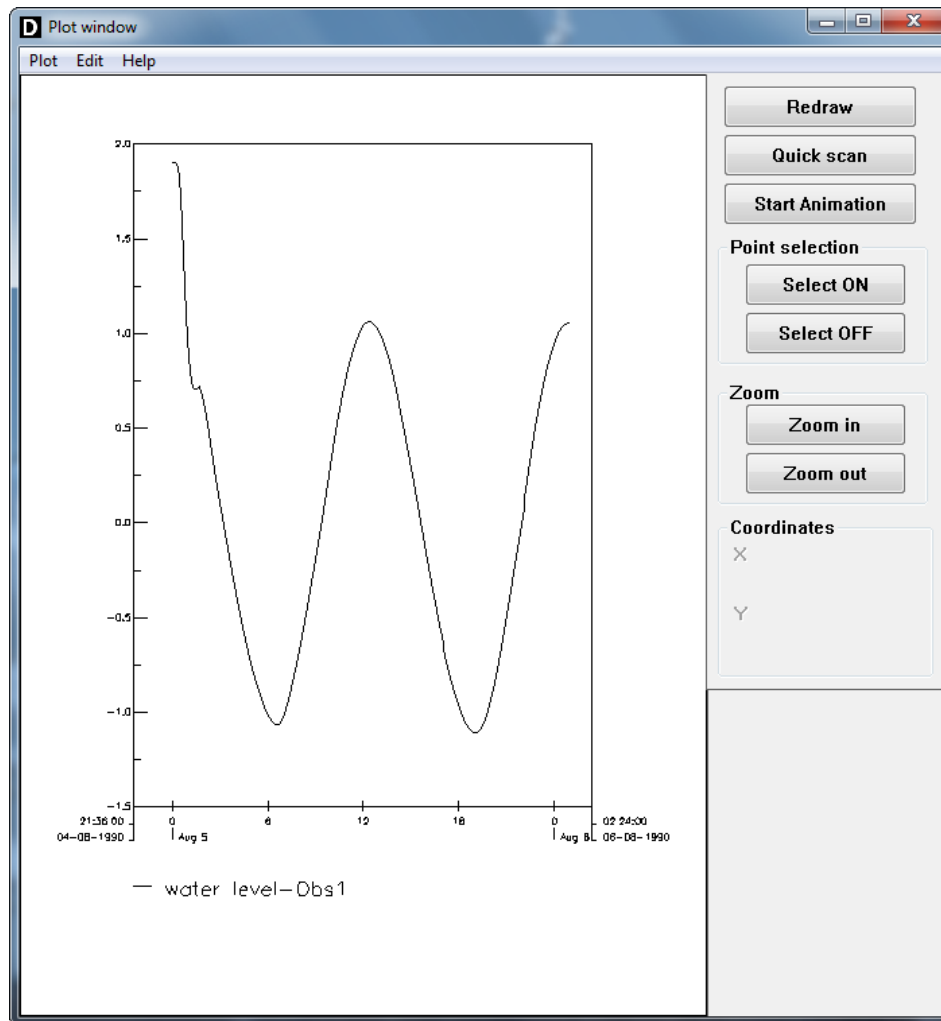 D Plot window
Plot Edit Help
Redraw
Quick scan
Start Animation
Point selection
Select ON
Select OFF
Zoom
Zoom in
Zoom out
Coordinates
X
Y
2.0
1.5
1.0
0.5
0.0
-0.5
-1.0
-1.5
21:36:00 0 6 12 18 0 02:24:00
04-08-1990 Aug 5 Aug 6 06-08-1990
water level-Obs1